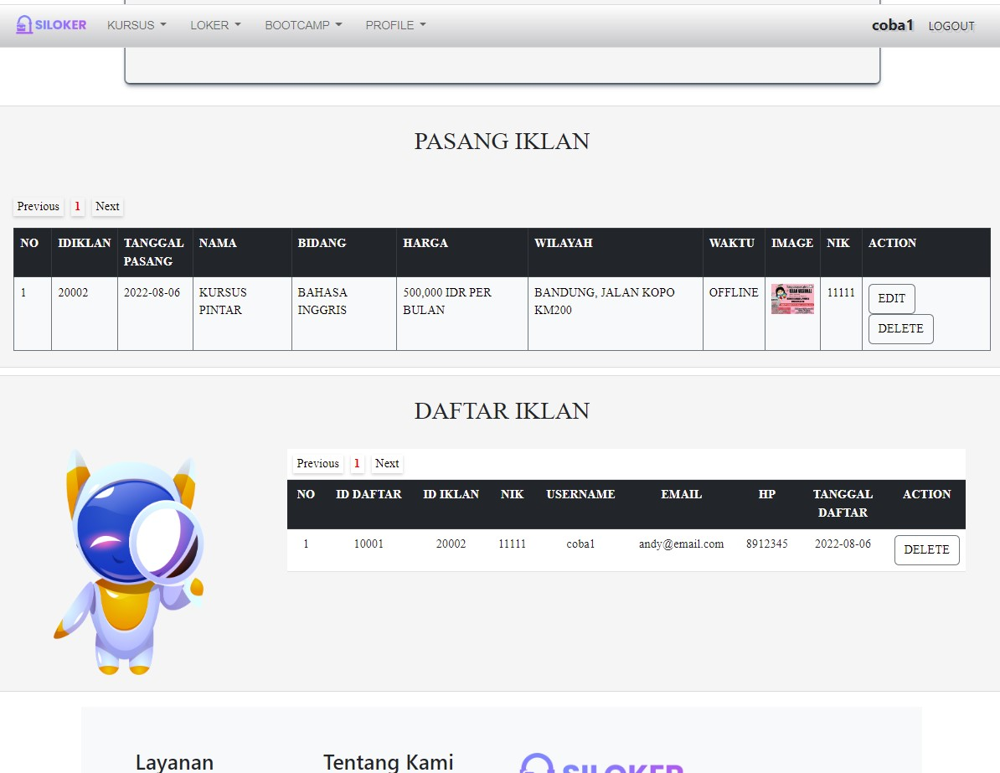 SILOKER KURSUS LOKER BOOTCAMP PROFILE coba1 LOGOUT
PASANG IKLAN
Previous 1 Next
NO IDIKLAN TANGGAL PASANG NAMA BIDANG HARGA WILAYAH WAKTU IMAGE NIK ACTION
1 20002 2022-08-06 KURSUS PINTAR BAHASA INGGRIS 500,000 IDR PER BULAN BANDUNG, JALAN KOPO KM200 OFFLINE 11111 EDIT
DELETE
DAFTAR IKLAN
Previous 1 Next
NO ID DAFTAR ID IKLAN NIK USERNAME EMAIL HP TANGGAL DAFTAR ACTION
1 10001 20002 11111 coba1 andy@email.com 8912345 2022-08-06 DELETE
Layanan Tentang Kami SILOKER